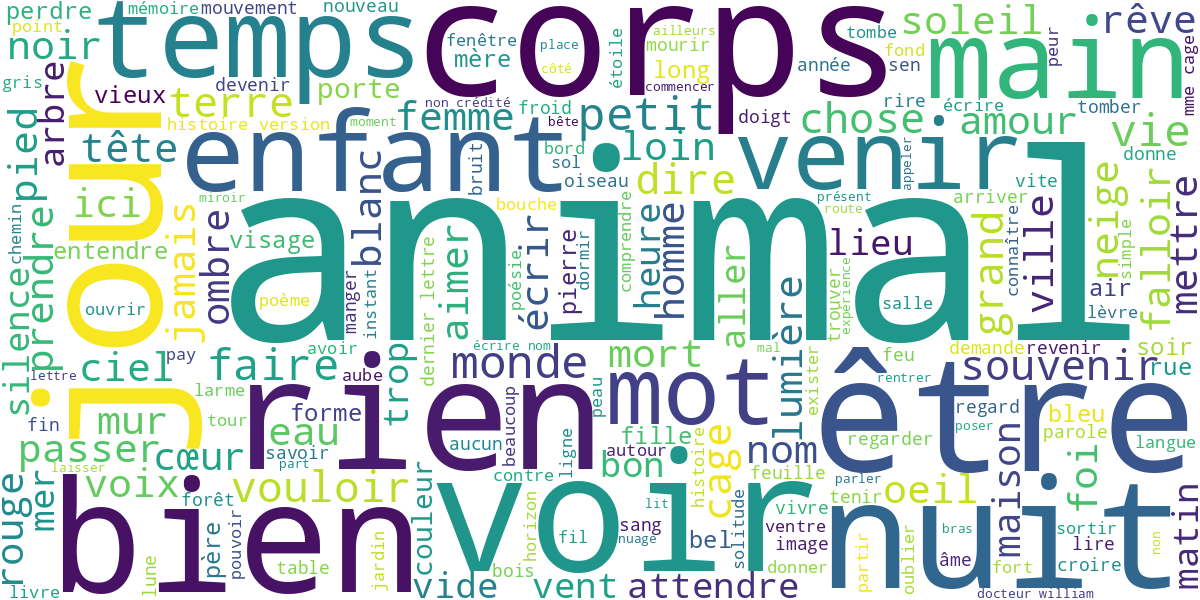 perdre
mémoire
mouvement
nouveau
point
noir
temps
corps
fenêtre
mère
place
côté
étoile
ailleurs
mourir
long
commencer
tombe
année
soleil
fond
sen
main
rêve
peur
mme cage
gris
arbre
vieux
devenir
terre
porte
histoire version
non crédité
moment
femme
froid
bête
petit
doigt
rire
écrire
chose
amour
tomber
vie
donne
tête
enfant
blanc
bruit
bord
sol
oiseau
loin
dire
venir
appeler
vite
arriver
présent
route
pied
jour
ici
miroir
jamais
ombre
visage
bouche
animal
neige
falloir
mettre
chemin
silence
prendre
entendre
ouvrir
poème
manger
instant
dernier lettre
aimer
poésie
écrir
pierre
dormir
comprendre
heure
homme
aller
lumière
trouver
expérience
lieu
salle
grand
connaître
ville
simple
air
lèvre
soir
lettre
ciel
pay
faire
avoir
aube
larme
trop
écrire nom
monde
peau
mort
mal
mot
exister
feu
rentrer
être
demande
revenir
souvenir
rue
fin
mur
tour
forme
eau
savoir
part
rien
aucun
beaucoup
ligne
fille
autour
bon
histoire
cage
nom
feuille
regard
regarder
poser
bleu
parole
langue
passer
laisser
cœur
voix
vouloir
rouge
mer
bien
forêt
père
pouvoir
couleur
voir
contre
horizon
fil
lit
sang
nuage
bel
solitude
ventre
image
vivre
parler
tenir
oeil
nuit
maison
foi
sortir
lire
croire
matin
non
livre
lune
table
jardin
vide
bois
vent
attendre
donner
partir
oublier
bras
âme
fort
docteur william